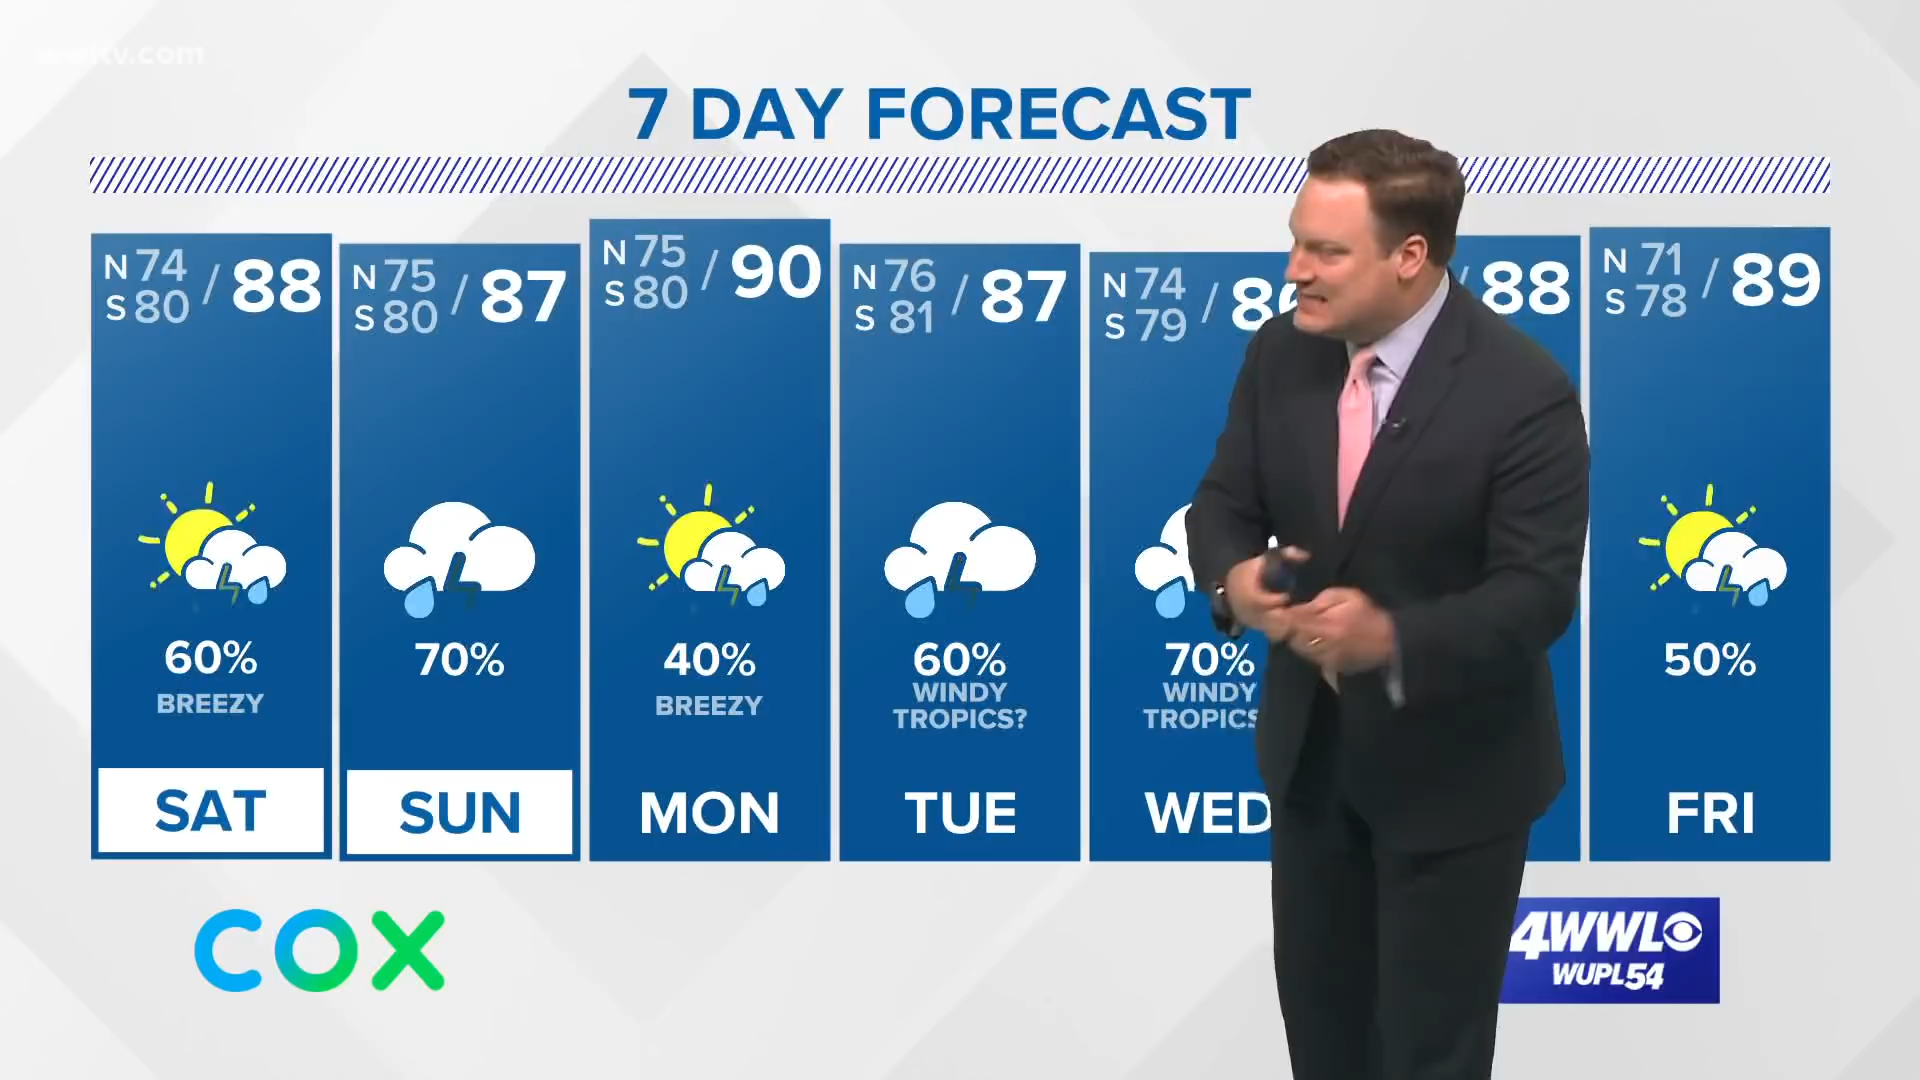 7 DAY FORECAST
N 74 / 88
S 80
N 75 / 87
S 80
N 75 / 90
S 80
N 76 / 87
S 81
N 74 /
S 79
/ 88
N 71 / 89
S 78
60%
BREEZY
70%
40%
BREEZY
60%
WINDY
TROPICS?
70%
WINDY
TROPICS
50%
SAT
SUN
MON
TUE
WED
FRI
COX
4WWL
WUPL54